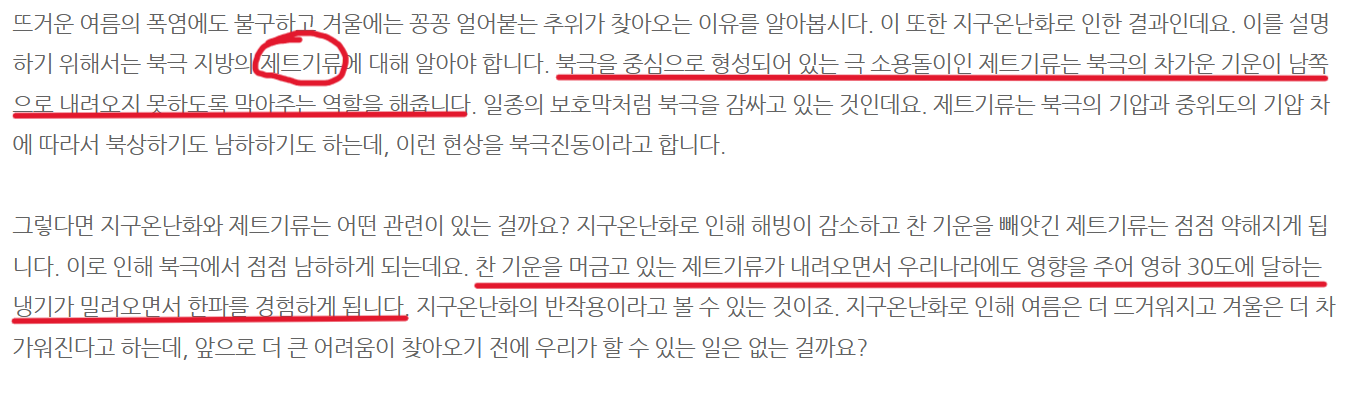 뜨거운 여름의 폭염에도 불구하고 겨울에는 꽁꽁 얼어붙는 추위가 찾아오는 이유를 알아봅시다. 이 또한 지구온난화로 인한 결과인데요. 이를 설명
하기 위해서는 북극 지방의 제트기류에 대해 알아야 합니다. 북극을 중심으로 형성되어 있는 극 소용돌이인 제트기류는 북극의 차가운 기운이 남쪽
으로 내려오지 못하도록 막아주는 역할을 해줍니다. 일종의 보호막처럼 북극을 감싸고 있는 것인데요. 제트기류는 북극의 기압과 중위도의 기압 차
에 따라서 북상하기도 남하하기도 하는데, 이런 현상을 북극진동이라고 합니다.
그렇다면 지구온난화와 제트기류는 어떤 관련이 있는 걸까요? 지구온난화로 인해 해빙이 감소하고 찬 기운을 빼앗긴 제트기류는 점점 약해지게 됩
니다. 이로 인해 북극에서 점점 남하하게 되는데요. 찬 기운을 머금고 있는 제트기류가 내려오면서 우리나라에도 영향을 주어 영하 30도에 달하는
냉기가 밀려오면서 한파를 경험하게 됩니다. 지구온난화의 반작용이라고 볼 수 있는 것이죠. 지구온난화로 인해 여름은 더 뜨거워지고 겨울은 더 차
가워진다고 하는데, 앞으로 더 큰 어려움이 찾아오기 전에 우리가 할 수 있는 일은 없는 걸까요?